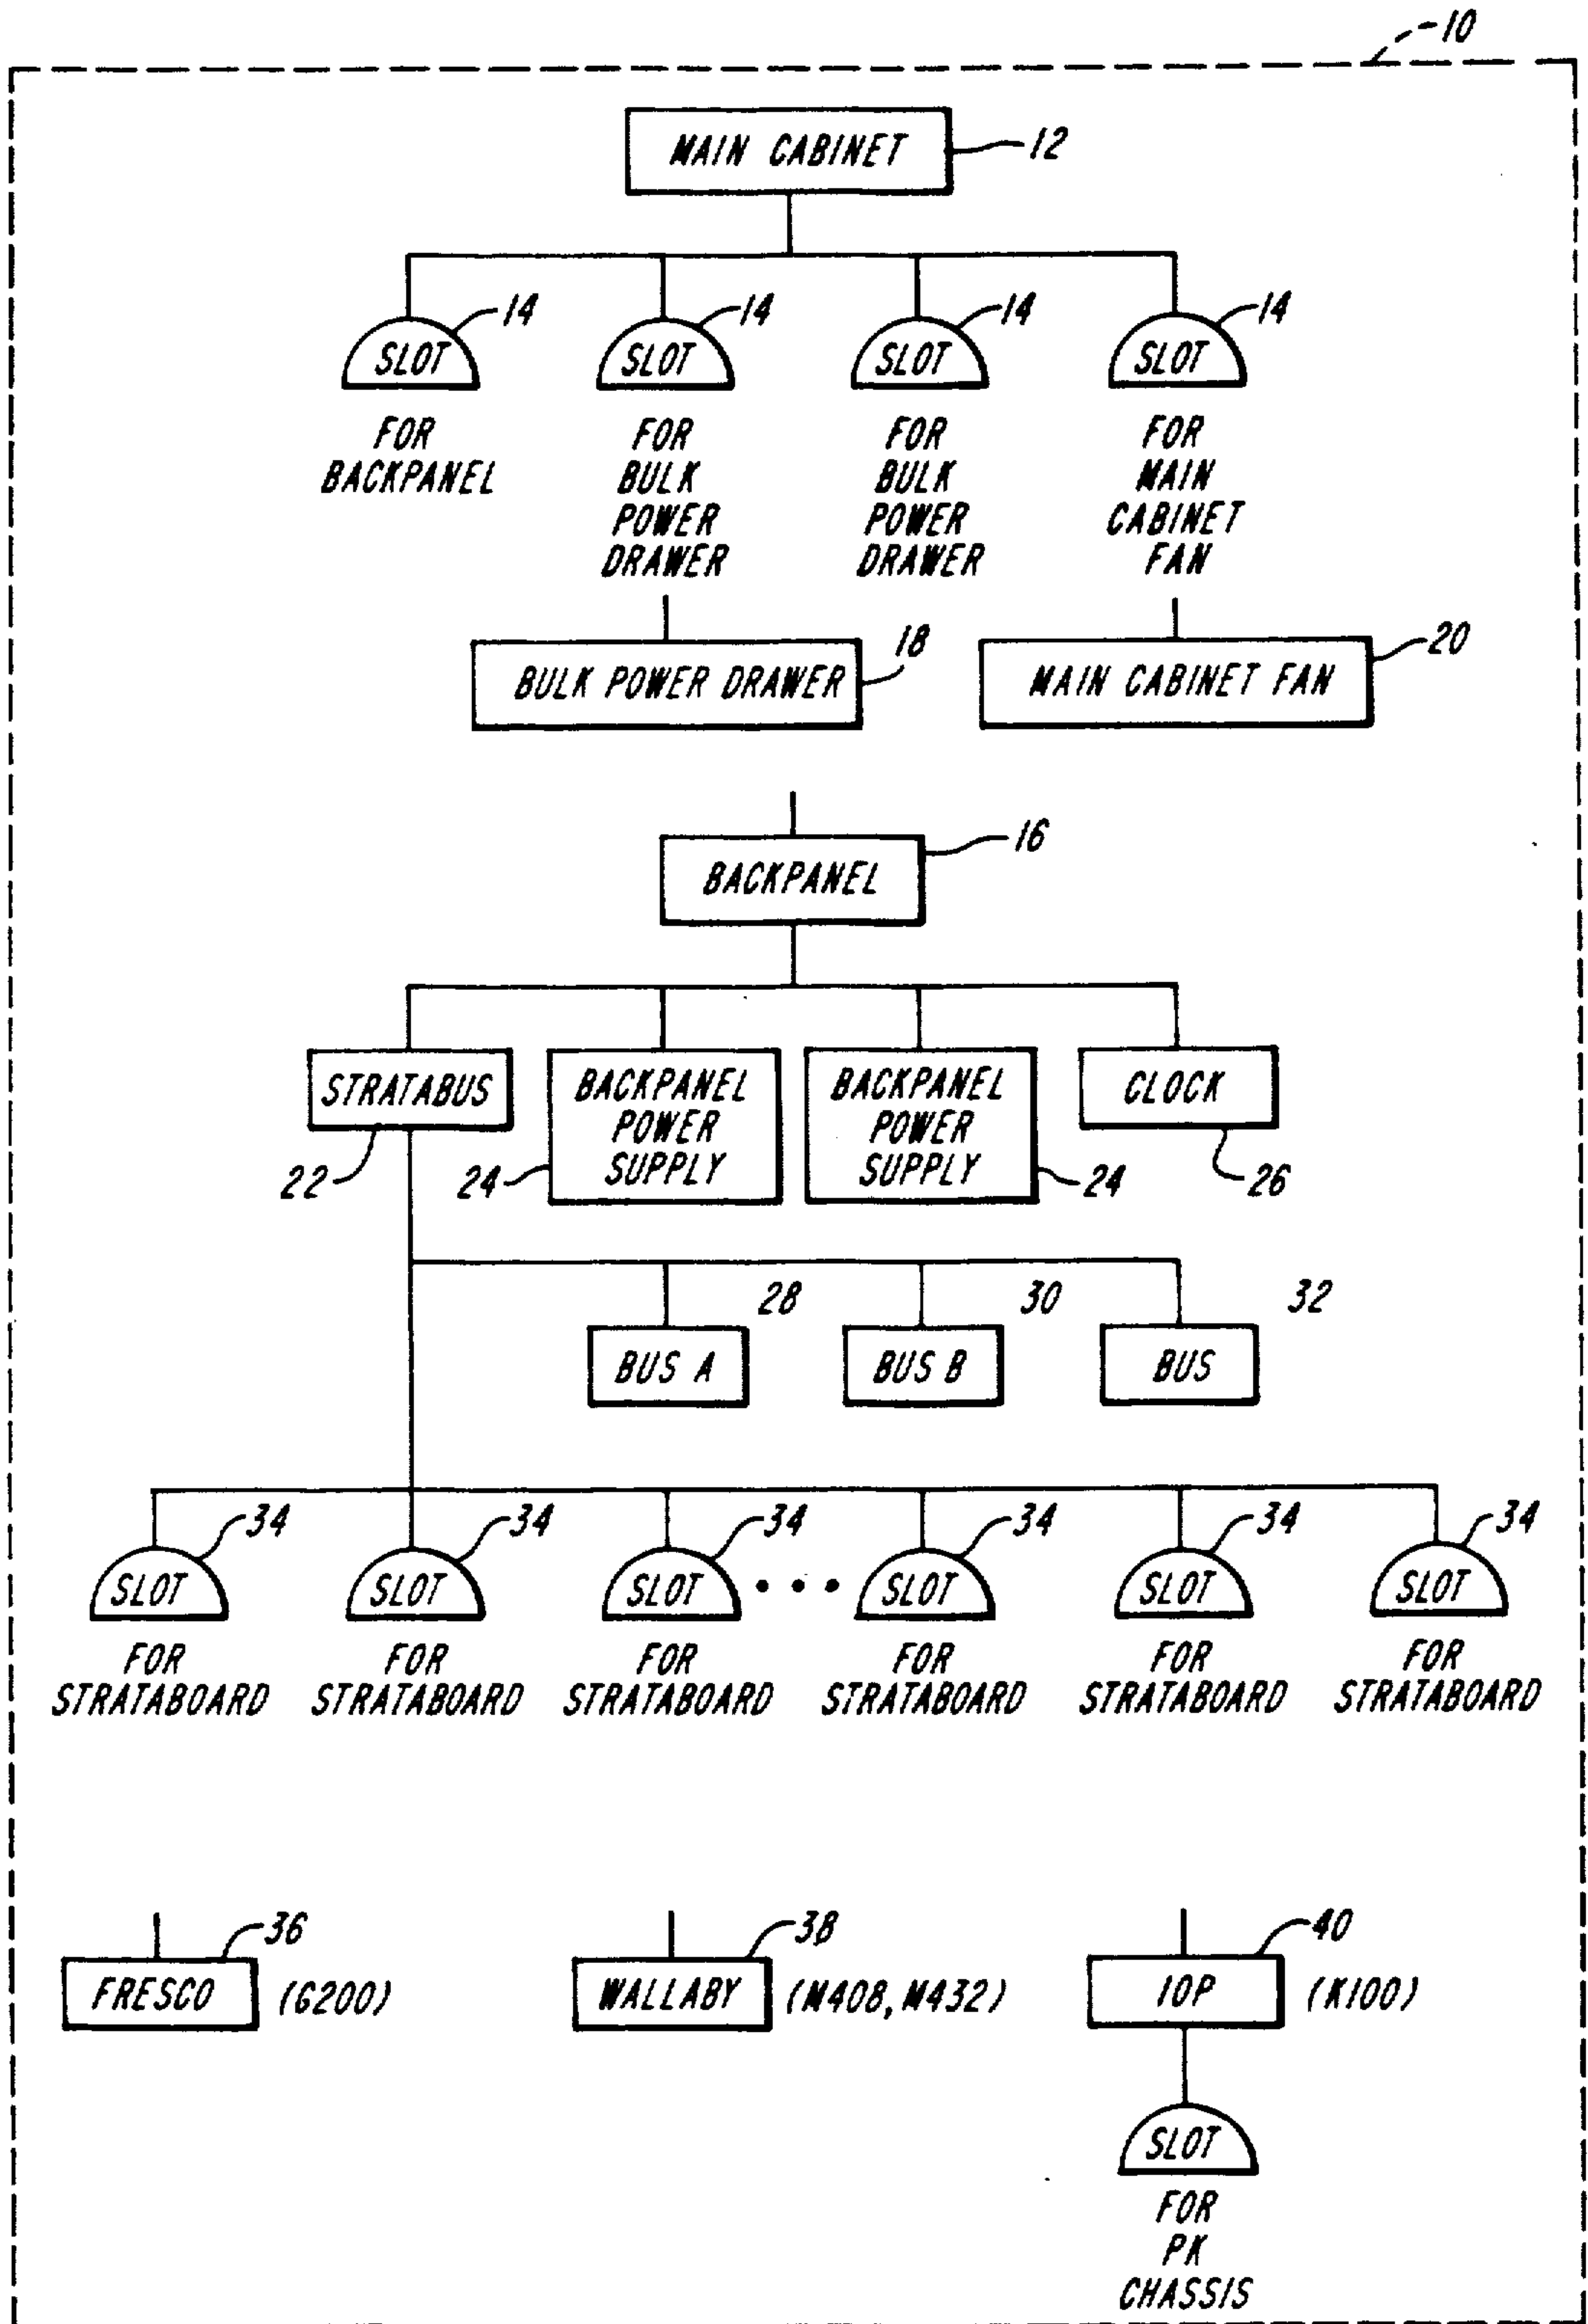 10
MAIN CABINET
12
14
14
14
14
SLOT
SLOT
SLOT
SLOT
FOR
BACKPANEL
FOR
BULK
POWER
DRAWER
FOR
BULK
POWER
DRAWER
FOR
MAIN
CABINET
FAN
BULK POWER DRAWER
18
MAIN CABINET FAN
20
BACKPANEL
16
STRATABUS
22
BACKPANEL
POWER
SUPPLY
24
BACKPANEL
POWER
SUPPLY
24
CLOCK
26
28
30
32
BUS A
BUS B
BUS
34
34
34
34
34
34
SLOT
SLOT
SLOT
• • •
SLOT
SLOT
SLOT
FOR
STRATABOARD
FOR
STRATABOARD
FOR
STRATABOARD
FOR
STRATABOARD
FOR
STRATABOARD
FOR
STRATABOARD
36
FRESCO
(G200)
38
WALLABY
(M408, M432)
40
IOP
(K100)
SLOT
FOR
PK
CHASSIS